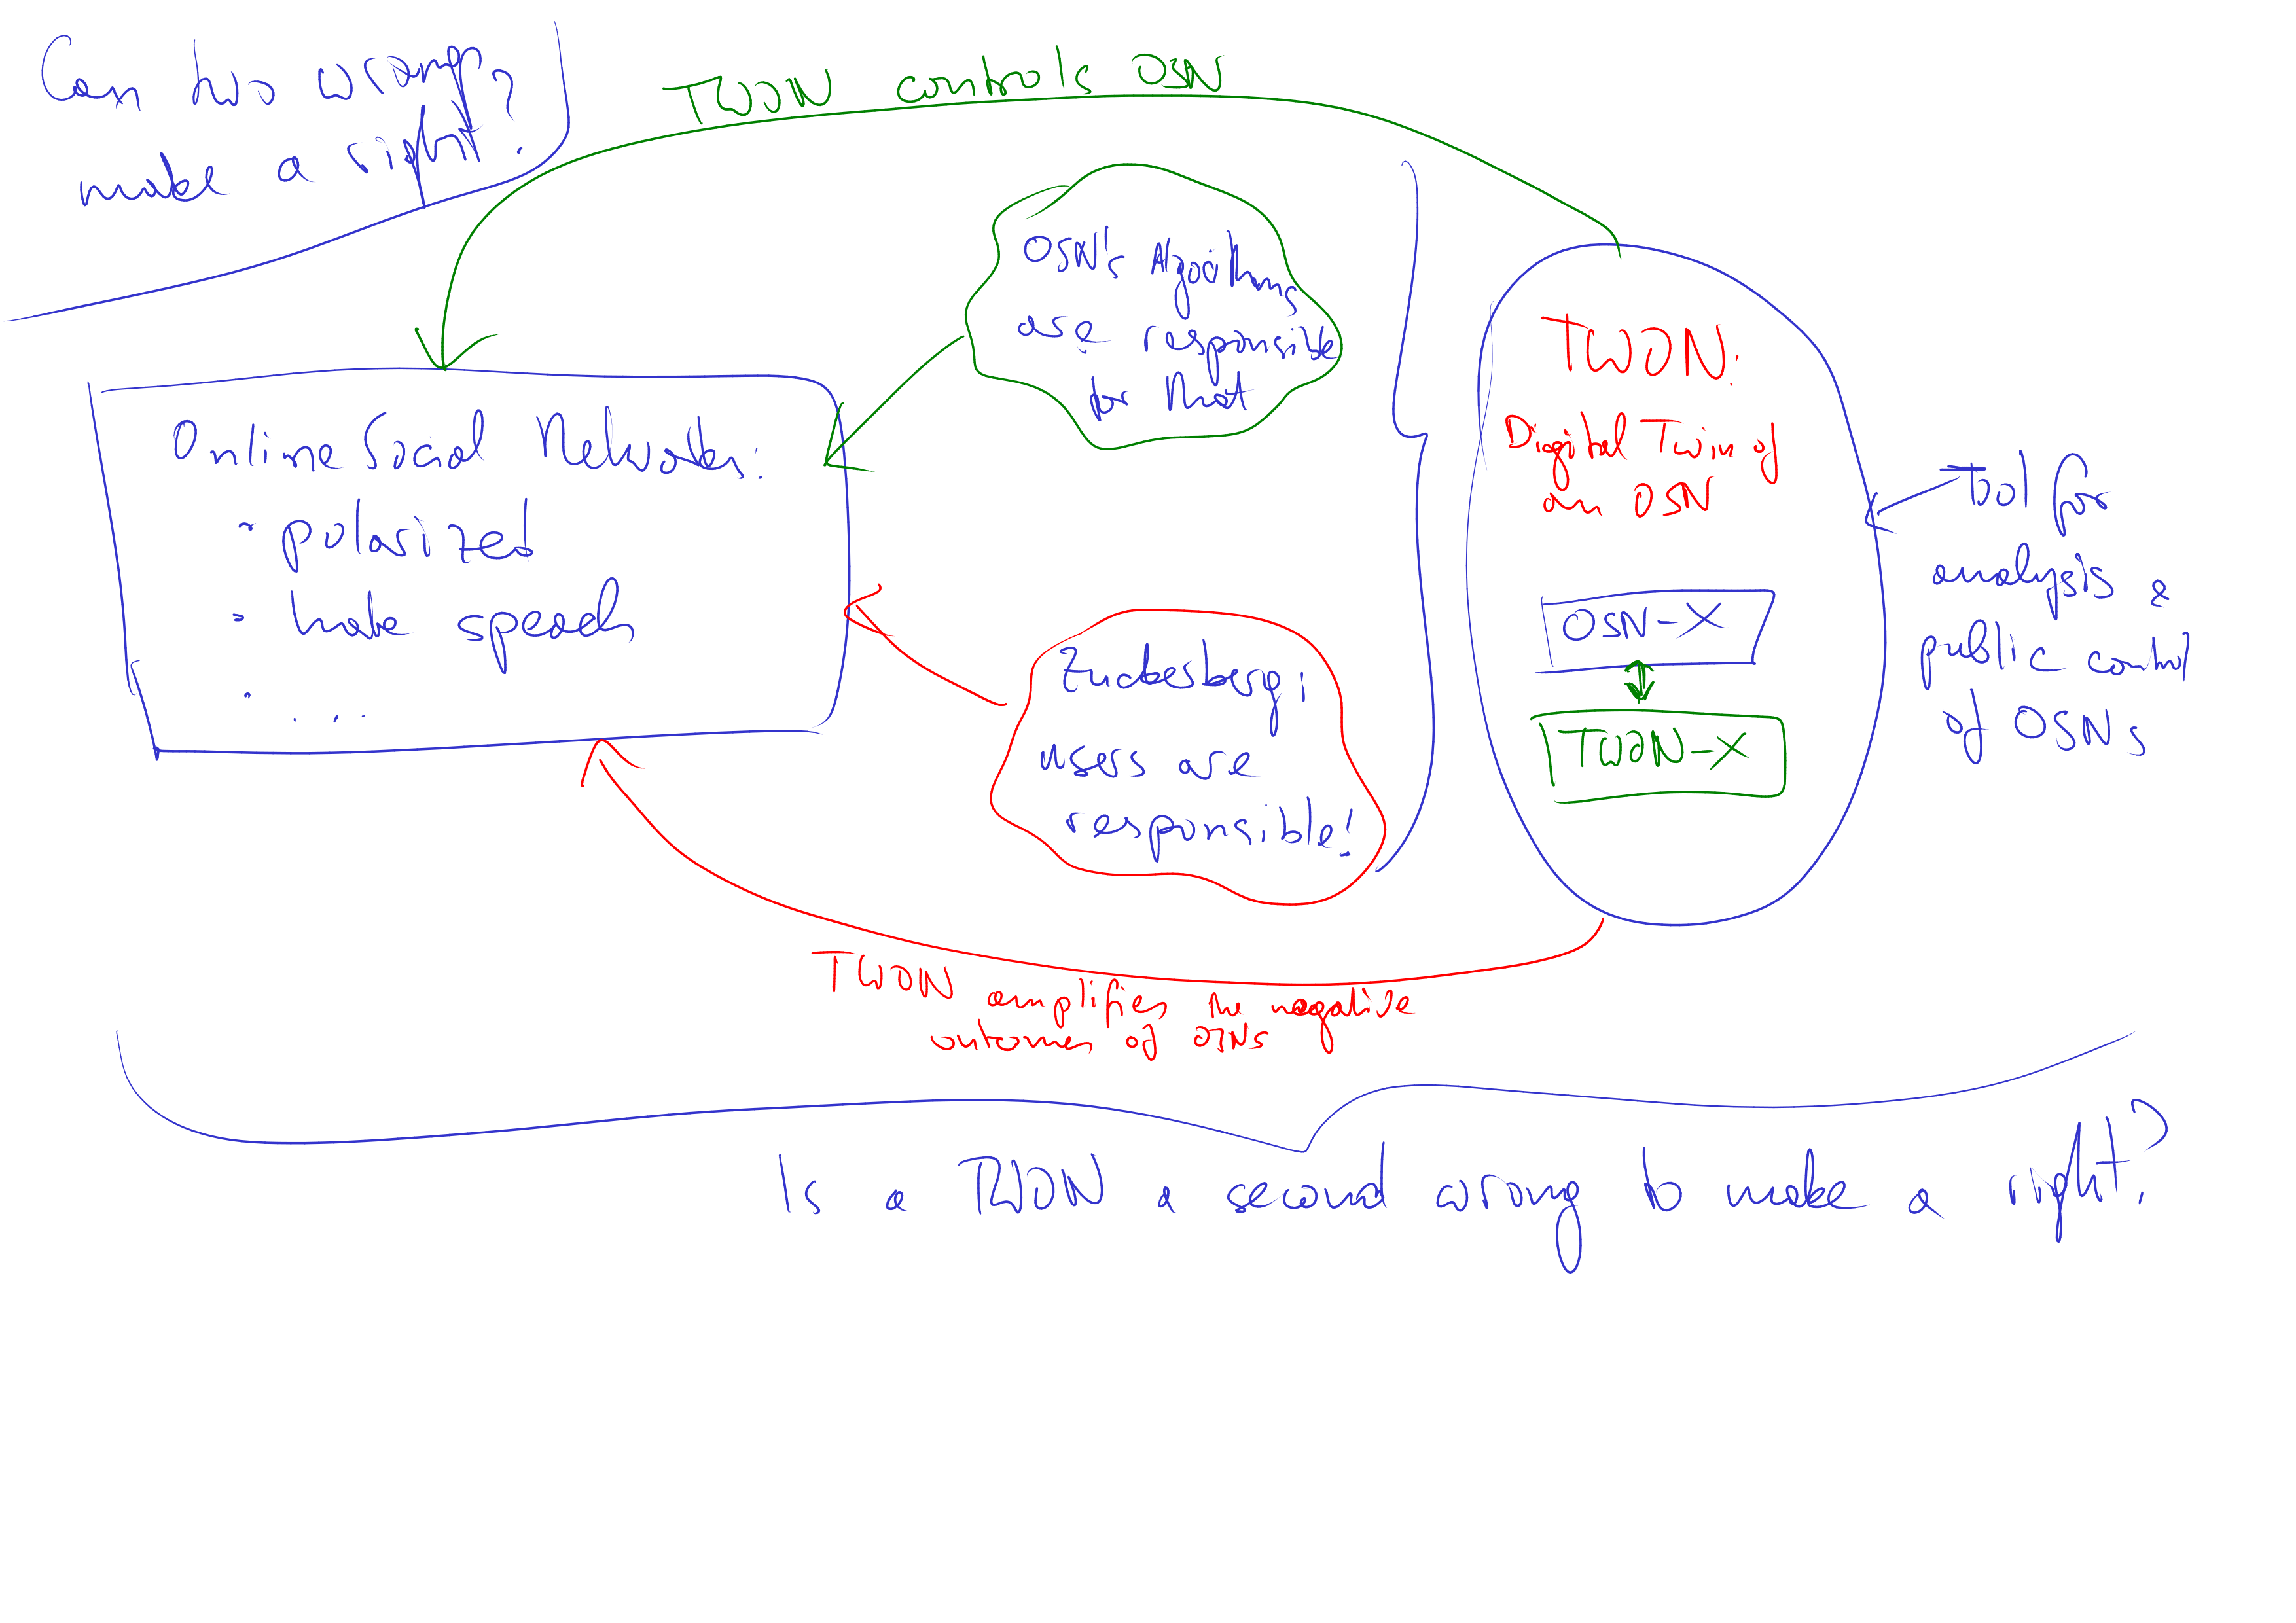 Can two wrongs
make a right?
TWON controls OSN
OSN's Algorithms
are responsible
for that
Online Social Networks:
• polarized
• hate speech
• ....
Zuckerberg:
users are
responsible!
TWON:
Digital Twin of
an OSN
OSN-X
TWON-X
Tool for
analysis &
public control
of OSNs
TWON amplifies the negative
outcomes of OSNs
Is a TWON a second wrong to make a right?